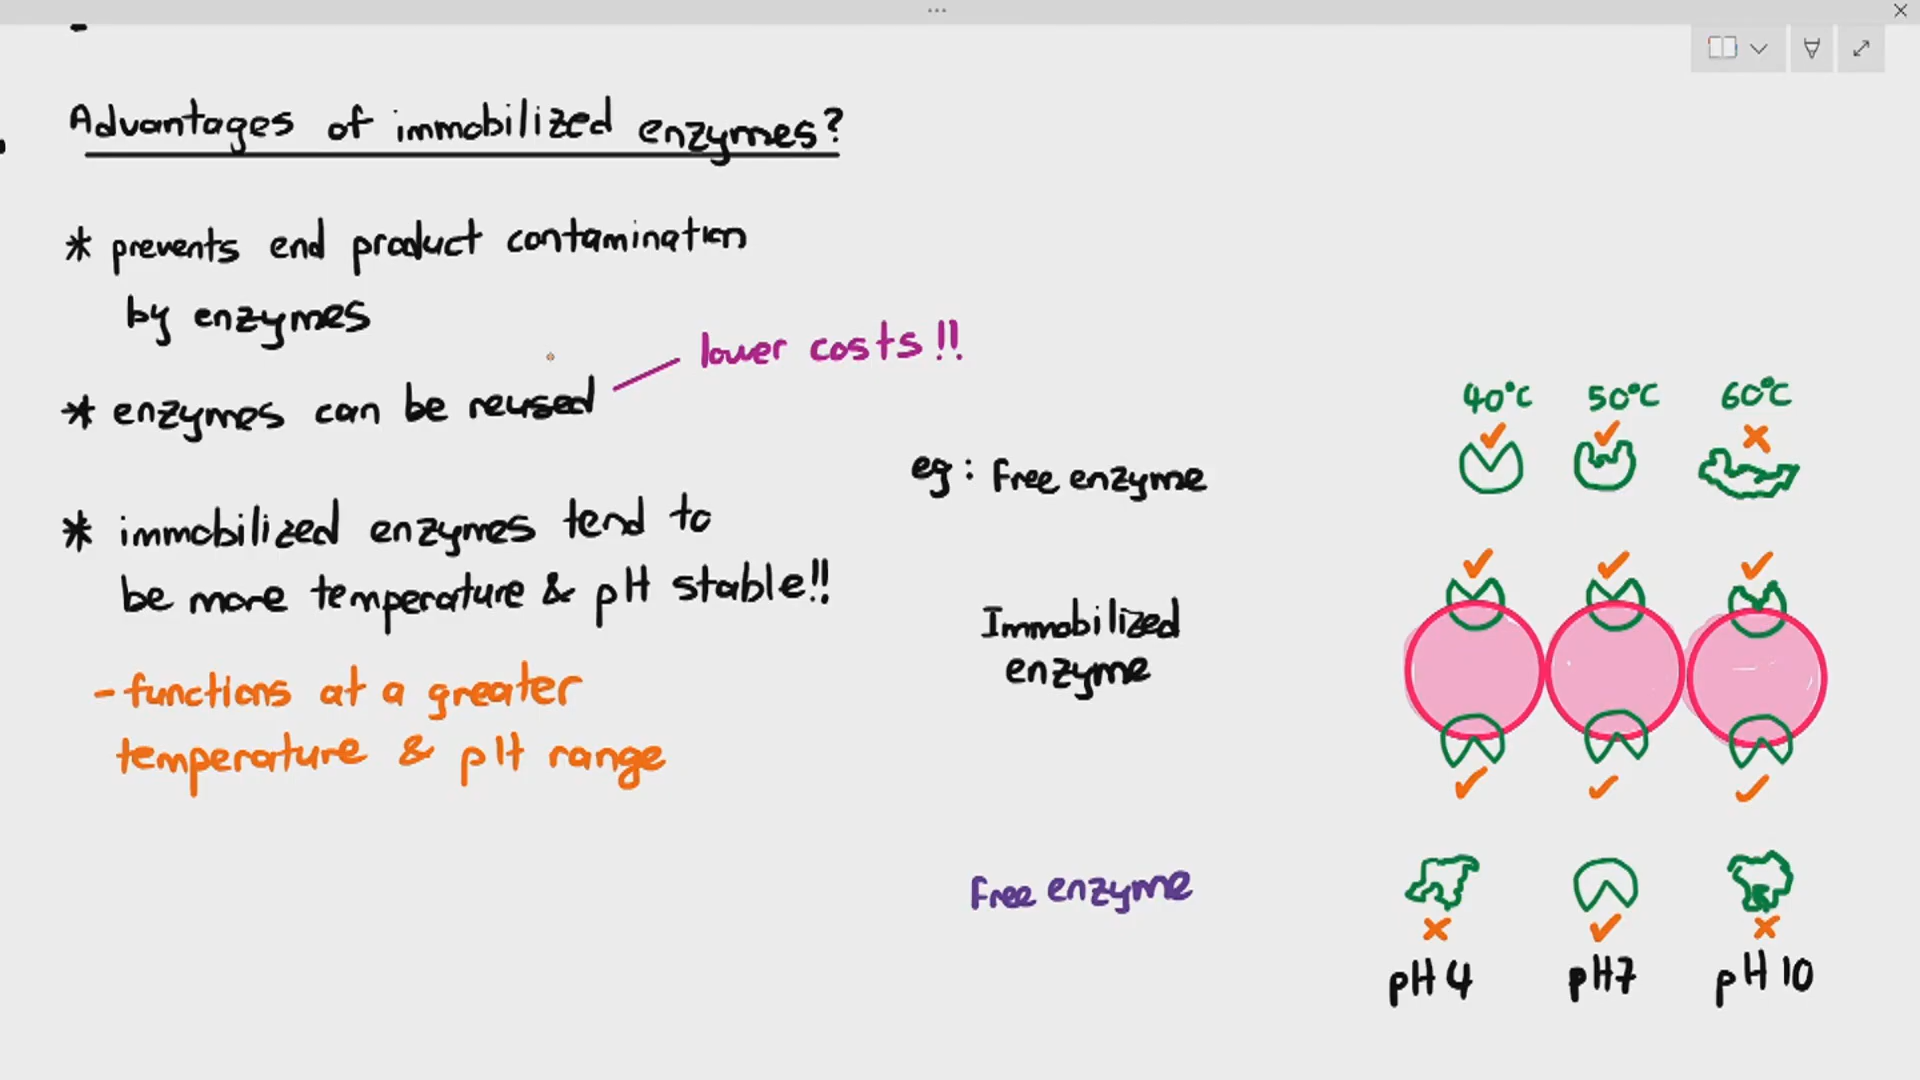 Advantages of immobilized enzymes?
* prevents end product contamination
by enzymes
lower costs!!
* enzymes can be reused
40°C 50°C 60°C
eg: Free enzyme
* immobilized enzymes tend to
be more temperature & pH stable!!
Immobilized
enzyme
- functions at a greater
temperature & pH range
Free enzyme
pH 4 pH7 pH 10